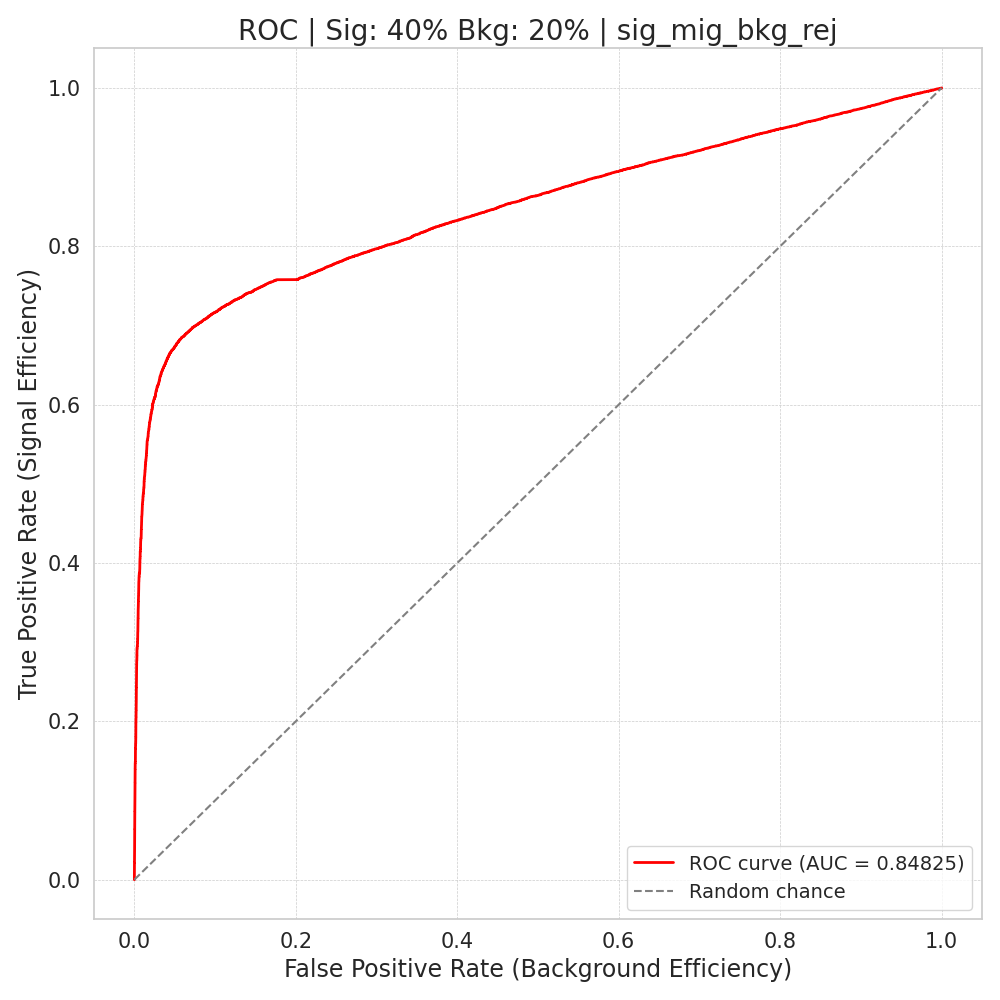 ROC | Sig: 40% Bkg: 20% | sig_mig_bkg_rej
True Positive Rate (Signal Efficiency)
1.0
0.8
0.6
0.4
0.2
0.0
ROC curve (AUC = 0.84825)
Random chance
0.0 0.2 0.4 0.6 0.8 1.0
False Positive Rate (Background Efficiency)